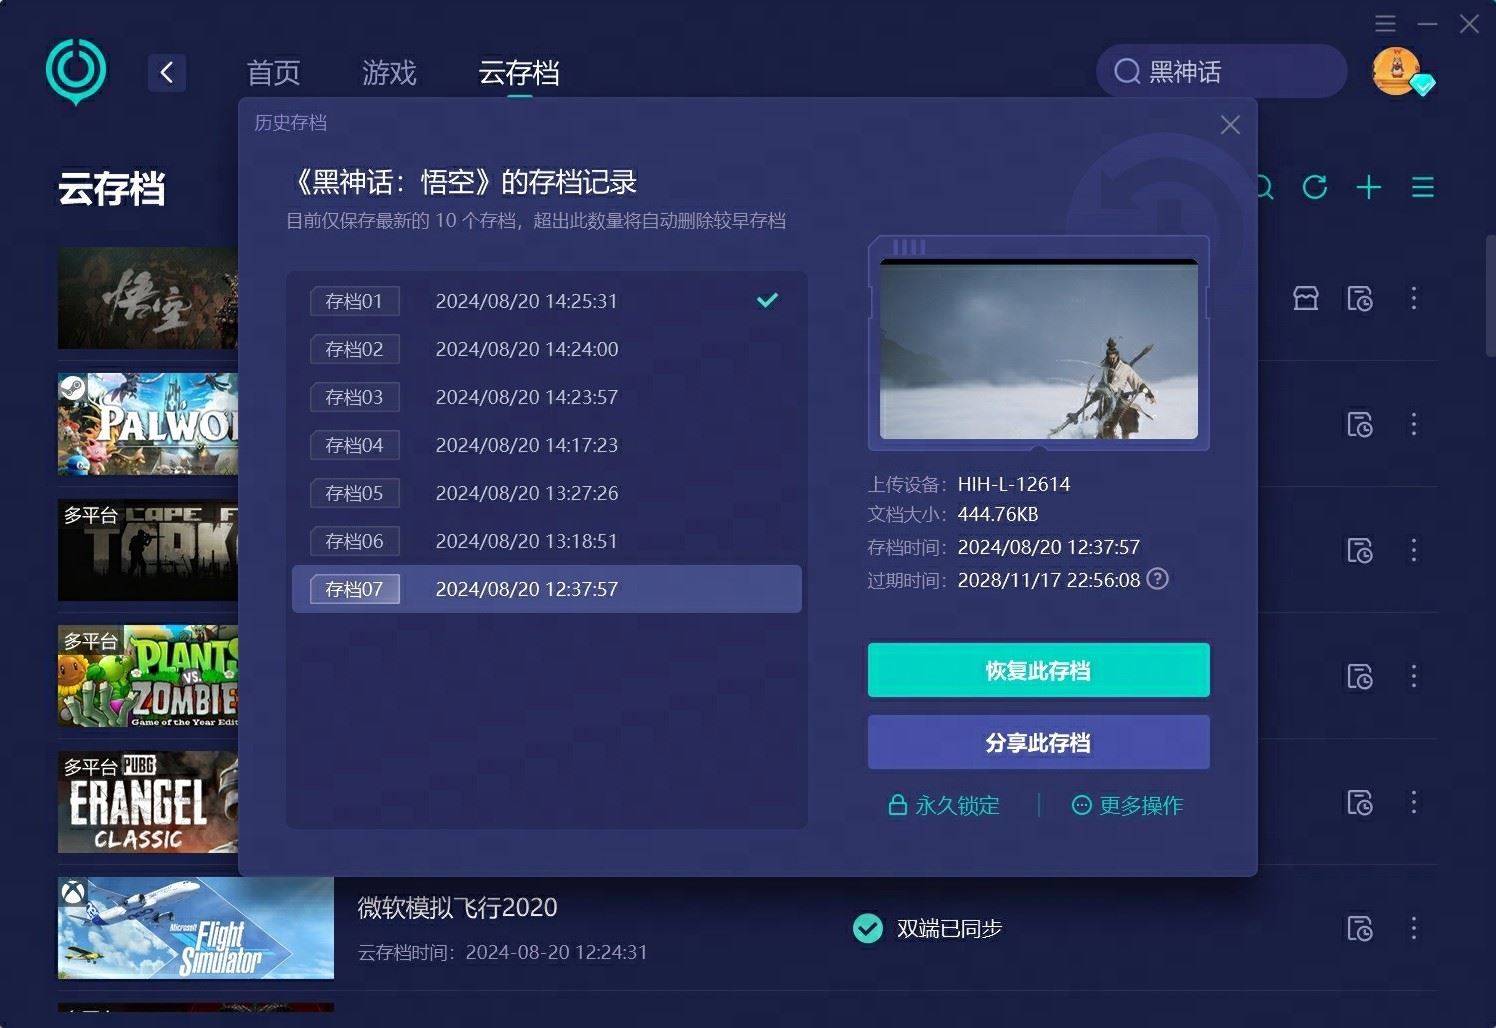 首页
游戏
云存档
黑神话
历史存档
云存档
《黑神话：悟空》的存档记录
目前仅保存最新的 10 个存档，超出此数量将自动删除较早存档
存档01 2024/08/20 14:25:31
存档02 2024/08/20 14:24:00
存档03 2024/08/20 14:23:57
存档04 2024/08/20 14:17:23
存档05 2024/08/20 13:27:26
存档06 2024/08/20 13:18:51
存档07 2024/08/20 12:37:57
上传设备：HIH-L-12614
文档大小：444.76KB
存档时间：2024/08/20 12:37:57
过期时间：2028/11/17 22:56:08
恢复此存档
分享此存档
永久锁定
更多操作
悟空
PALWO
多平台
CAPE F
TARK
多平台
PLANTS
VS.
ZOMBIE
Game of the Year Edit
多平台
PUBG
ERANGEL
CLASSIC
Microsoft
Flight
Simulator
微软模拟飞行2020
云存档时间：2024-08-20 12:24:31
双端已同步